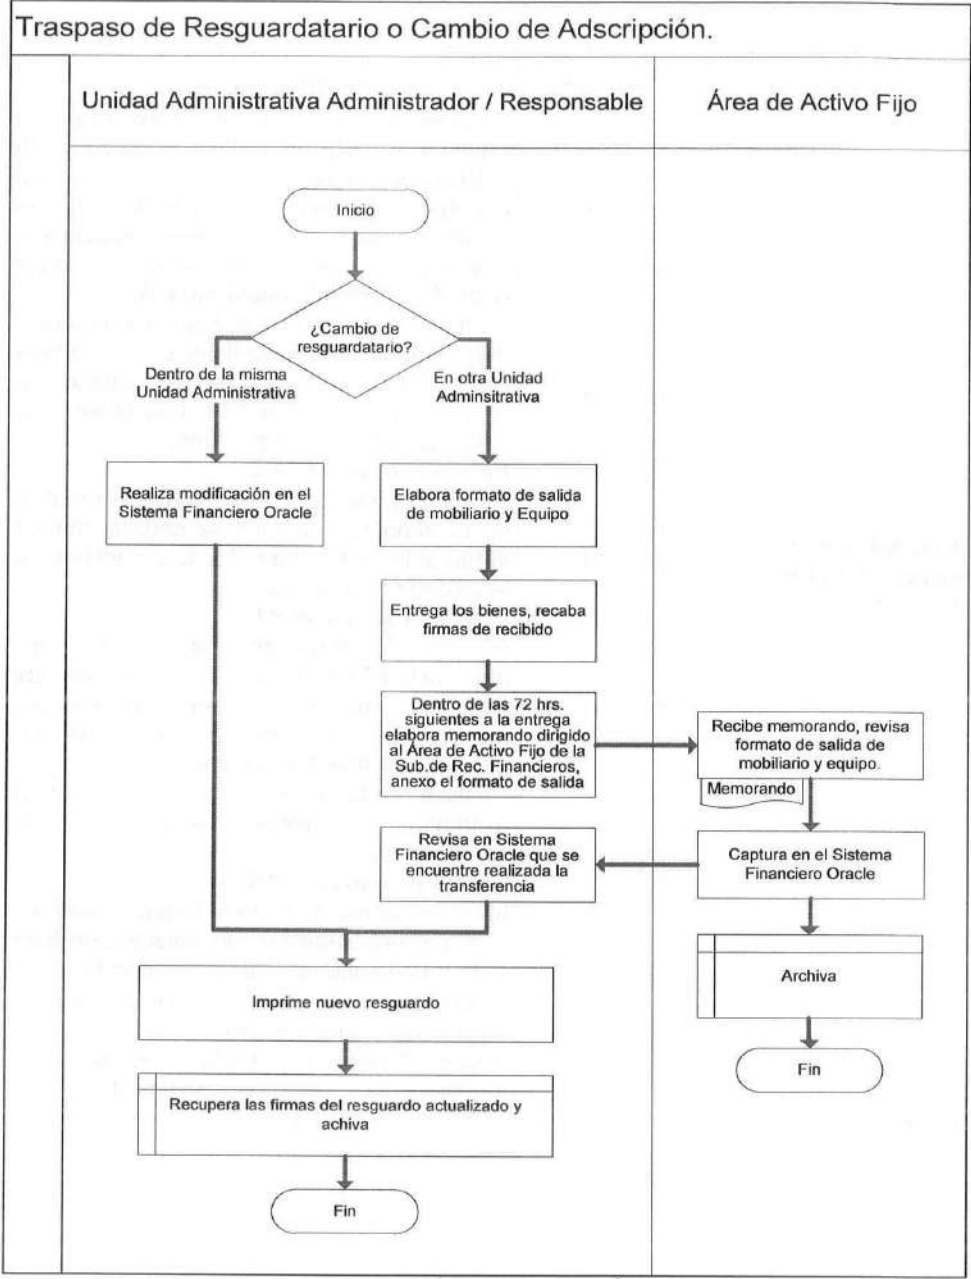 Traspaso de Resguardatario o Cambio de Adscripción.
Unidad Administrativa Administrador / Responsable
Área de Activo Fijo
Inicio
¿Cambio de
resguardatario?
Dentro de la misma
Unidad Administrativa
En otra Unidad
Adminsitrativa
Realiza modificación en el
Sistema Financiero Oracle
Elabora formato de salida
de mobiliario y Equipo
Entrega los bienes, recaba
firmas de recibido
Dentro de las 72 hrs.
siguientes a la entrega
elabora memorando dirigido
al Área de Activo Fijo de la
Sub.de Rec. Financieros,
anexo el formato de salida
Recibe memorando, revisa
formato de salida de
mobiliario y equipo.
Memorando
Revisa en Sistema
Financiero Oracle que se
encuentre realizada la
transferencia
Captura en el Sistema
Financiero Oracle
Archiva
Imprime nuevo resguardo
Fin
Recupera las firmas del resguardo actualizado y
achiva
Fin